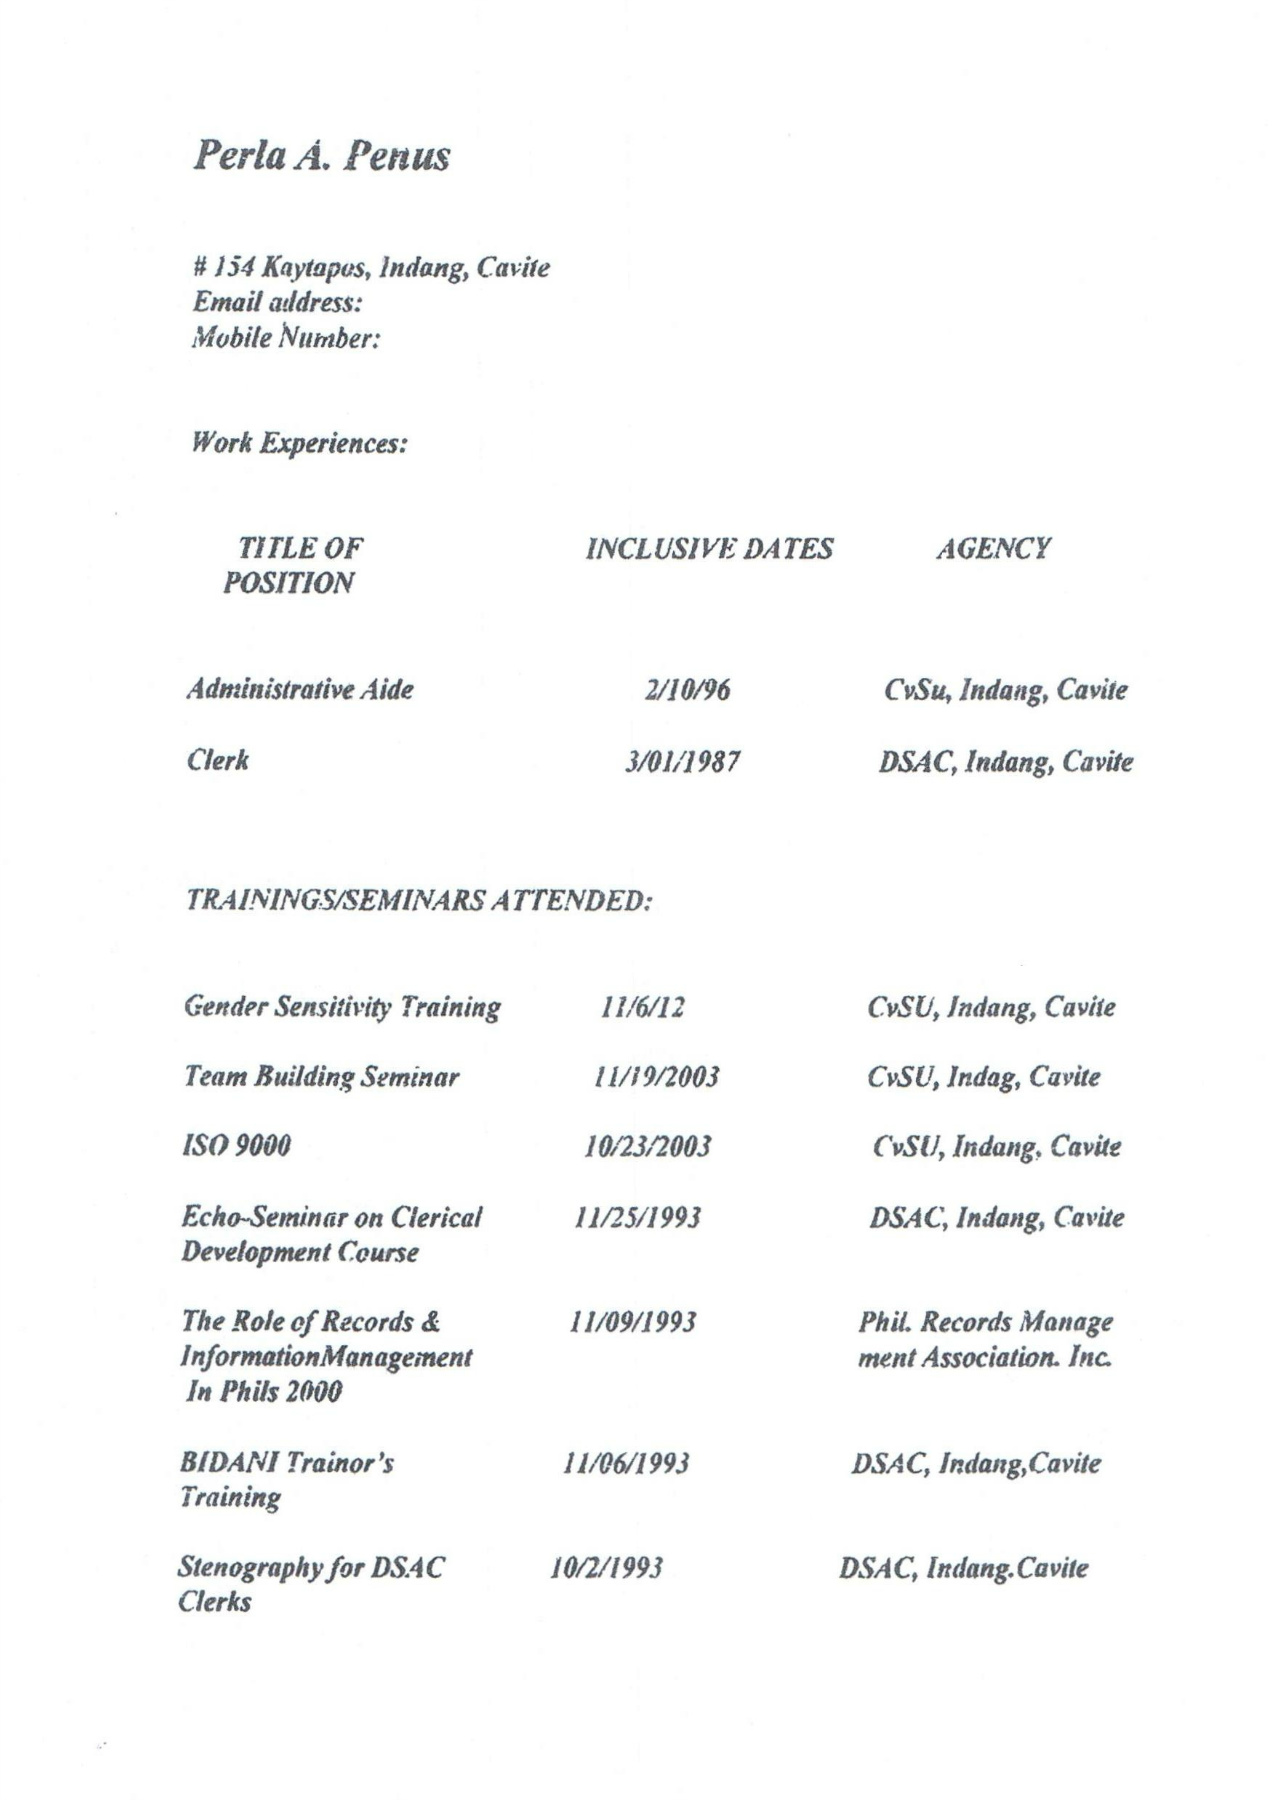 Perla A. Penus
# 154 Kaytapos, Indang, Cavite
Email address:
Mobile Number:
Work Experiences:
TITLE OF POSITION INCLUSIVE DATES AGENCY
Administrative Aide 2/10/96 CvSu, Indang, Cavite
Clerk 3/01/1987 DSAC, Indang, Cavite
TRAININGS/SEMINARS ATTENDED:
Gender Sensitivity Training 11/6/12 CvSU, Indang, Cavite
Team Building Seminar 11/19/2003 CvSU, Indag, Cavite
ISO 9000 10/23/2003 CvSU, Indang, Cavite
Echo-Seminar on Clerical 11/25/1993 DSAC, Indang, Cavite
Development Course
The Role of Records & 11/09/1993 Phil. Records Manage
InformationManagement ment Association. Inc.
In Phils 2000
BIDANI Trainor's 11/06/1993 DSAC, Indang,Cavite
Training
Stenography for DSAC 10/2/1993 DSAC, Indang.Cavite
Clerks